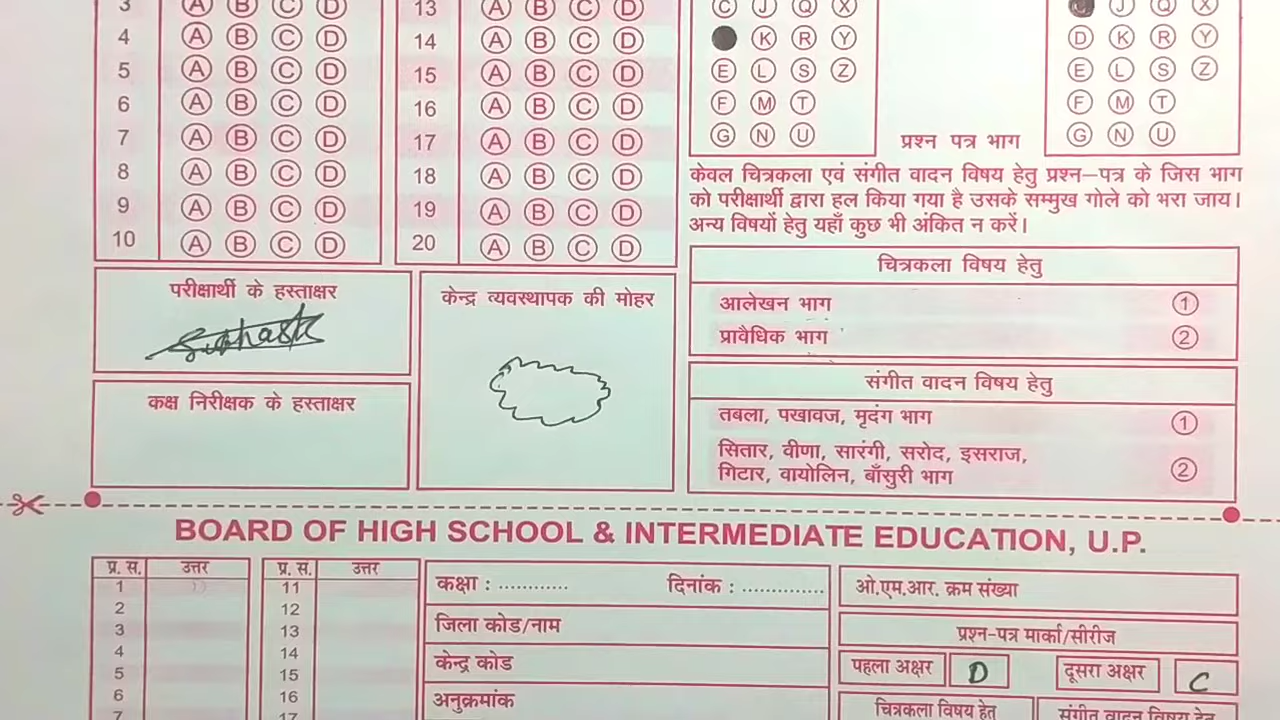 3 A B C D 13 A B C D C J Q X J Q X
4 A B C D 14 A B C D K R Y D K R Y
5 A B C D 15 A B C D E L S Z E L S Z
6 A B C D 16 A B C D F M T F M T
7 A B C D 17 A B C D G N U प्रश्न पत्र भाग G N U
8 A B C D 18 A B C D
9 A B C D 19 A B C D
10 A B C D 20 A B C D
केवल चित्रकला एवं संगीत वादन विषय हेतु प्रश्न–पत्र के जिस भाग
को परीक्षार्थी द्वारा हल किया गया है उसके सम्मुख गोले को भरा जाय।
अन्य विषयों हेतु यहाँ कुछ भी अंकित न करें।
परीक्षार्थी के हस्ताक्षर
Subhash
कक्ष निरीक्षक के हस्ताक्षर
केन्द्र व्यवस्थापक की मोहर
चित्रकला विषय हेतु
आलेखन भाग 1
प्रावैधिक भाग 2
संगीत वादन विषय हेतु
तबला, पखावज, मृदंग भाग 1
सितार, वीणा, सारंगी, सरोद, इसराज,
गिटार, वायोलिन, बाँसुरी भाग 2
BOARD OF HIGH SCHOOL & INTERMEDIATE EDUCATION, U.P.
प्र. स. उत्तर प्र. स. उत्तर
1 11
2 12
3 13
4 14
5 15
6 16
7 17
कक्षा : ............ दिनांक : ..............
जिला कोड/नाम
केन्द्र कोड
अनुक्रमांक
ओ.एम.आर. क्रम संख्या
प्रश्न-पत्र मार्का/सीरीज
पहला अक्षर D दूसरा अक्षर C
चित्रकला विषय हेतु संगीत वादन विषय हेतु